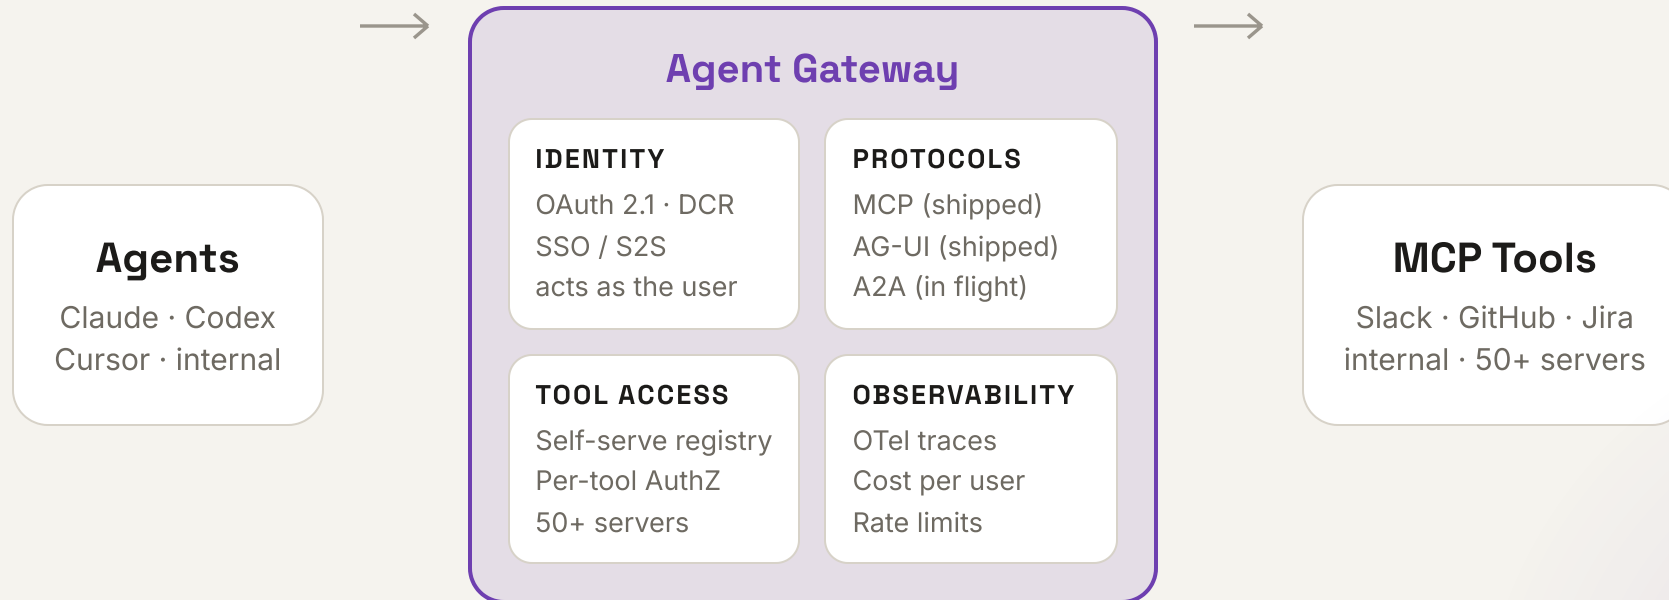 Agent Gateway
Agents
Claude · Codex
Cursor · internal
IDENTITY
OAuth 2.1 · DCR
SSO / S2S
acts as the user
PROTOCOLS
MCP (shipped)
AG-UI (shipped)
A2A (in flight)
TOOL ACCESS
Self-serve registry
Per-tool AuthZ
50+ servers
OBSERVABILITY
OTel traces
Cost per user
Rate limits
MCP Tools
Slack · GitHub · Jira
internal · 50+ servers